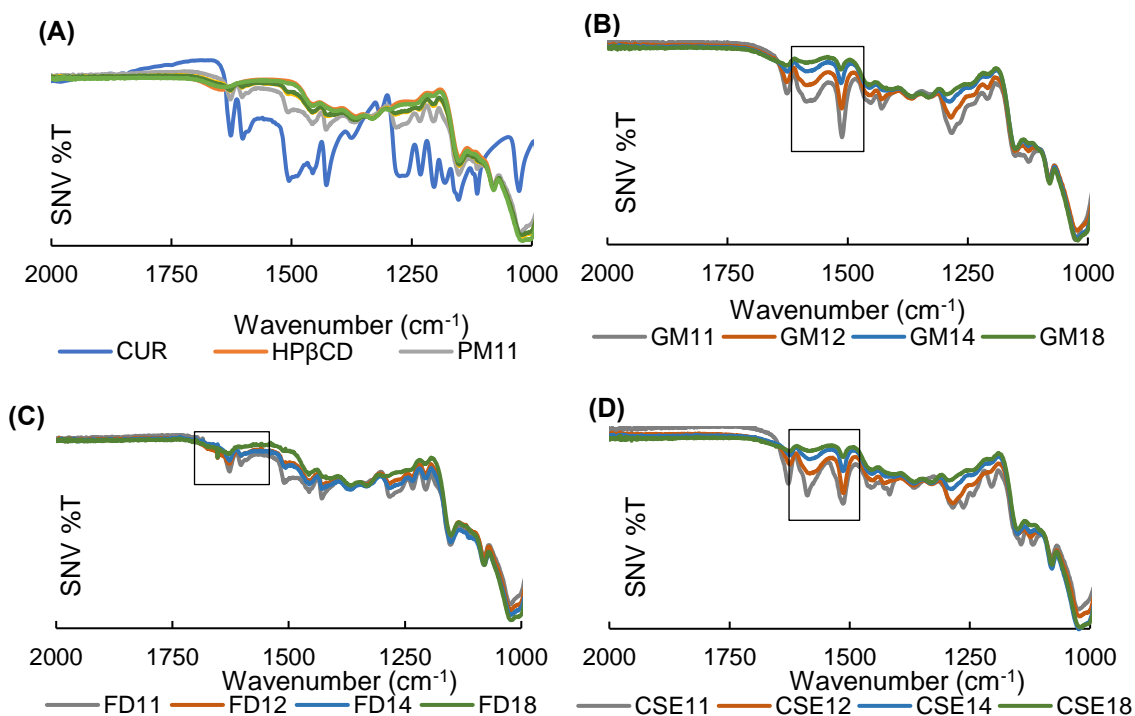 (A)
SNV %T
2000 1750 1500 1250 1000
Wavenumber (cm⁻¹)
CUR HPβCD PM11
(B)
SNV %T
2000 1750 1500 1250 1000
Wavenumber (cm⁻¹)
GM11 GM12 GM14 GM18
(C)
SNV %T
2000 1750 1500 1250 1000
Wavenumber (cm⁻¹)
FD11 FD12 FD14 FD18
(D)
SNV %T
2000 1750 1500 1250 1000
Wavenumber (cm⁻¹)
CSE11 CSE12 CSE14 CSE18